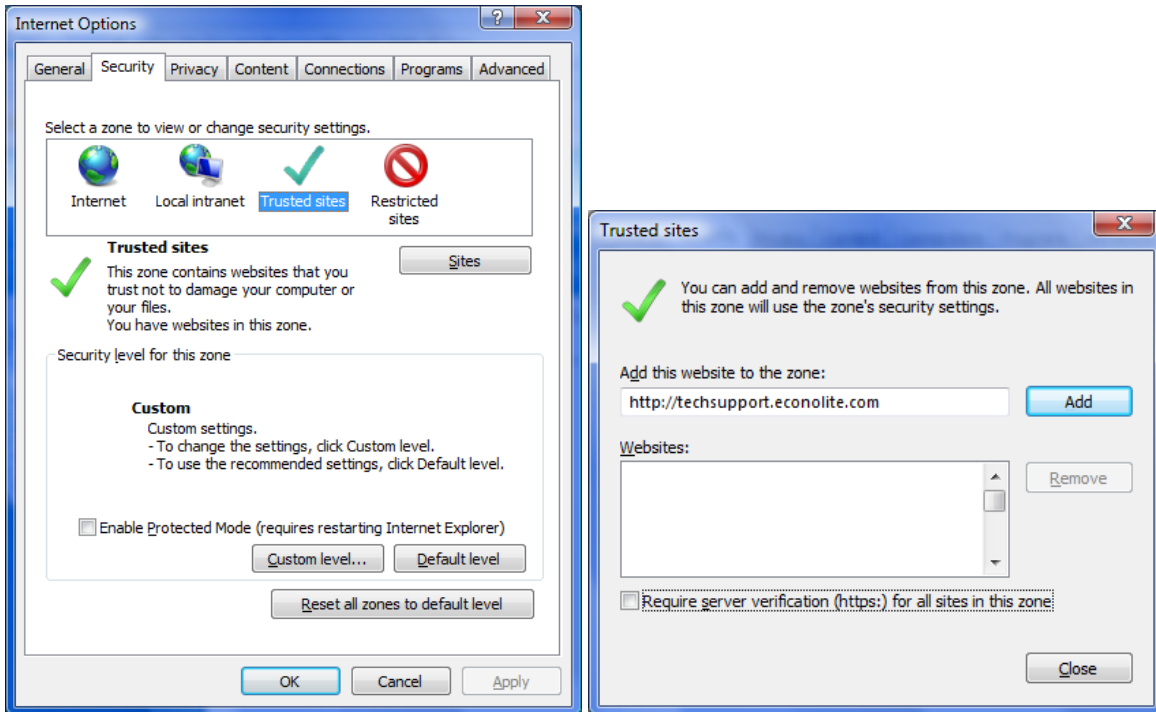 Internet Options
General Security Privacy Content Connections Programs Advanced
Select a zone to view or change security settings.
Internet Local intranet Trusted sites Restricted sites
Trusted sites
Sites
This zone contains websites that you
trust not to damage your computer or
your files.
You have websites in this zone.
Security level for this zone
Custom
Custom settings.
- To change the settings, click Custom level.
- To use the recommended settings, click Default level.
Enable Protected Mode (requires restarting Internet Explorer)
Custom level... Default level
Reset all zones to default level
OK Cancel Apply
Trusted sites
You can add and remove websites from this zone. All websites in
this zone will use the zone's security settings.
Add this website to the zone:
http://techsupport.econolite.com Add
Websites:
Remove
Require server verification (https:) for all sites in this zone
Close